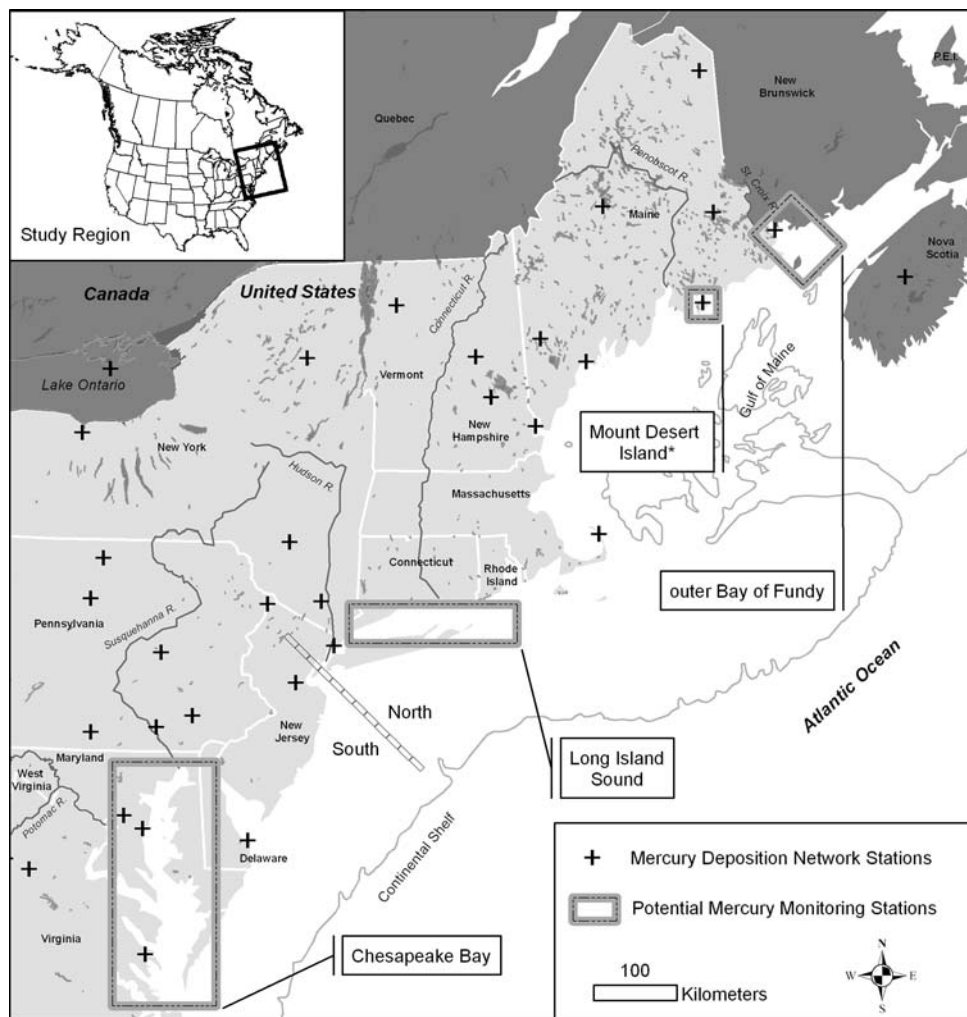 Study Region
Quebec
New
Brunswick
P.E.I.
Penobscot R.
St. Croix R.
Maine
Nova
Scotia
Canada
United States
Connecticut R.
Lake Ontario
Vermont
Gulf of Maine
New York
New
Hampshire
Mount Desert
Island*
Hudson R.
Massachusetts
Connecticut
Rhode
Island
outer Bay of Fundy
Pennsylvania
Susquehanna R.
Atlantic Ocean
North
South
New
Jersey
Long Island
Sound
Maryland
West
Virginia
Potomac R.
Delaware
Continental Shelf
Virginia
Chesapeake Bay
Mercury Deposition Network Stations
Potential Mercury Monitoring Stations
100
Kilometers
N
W
E
S